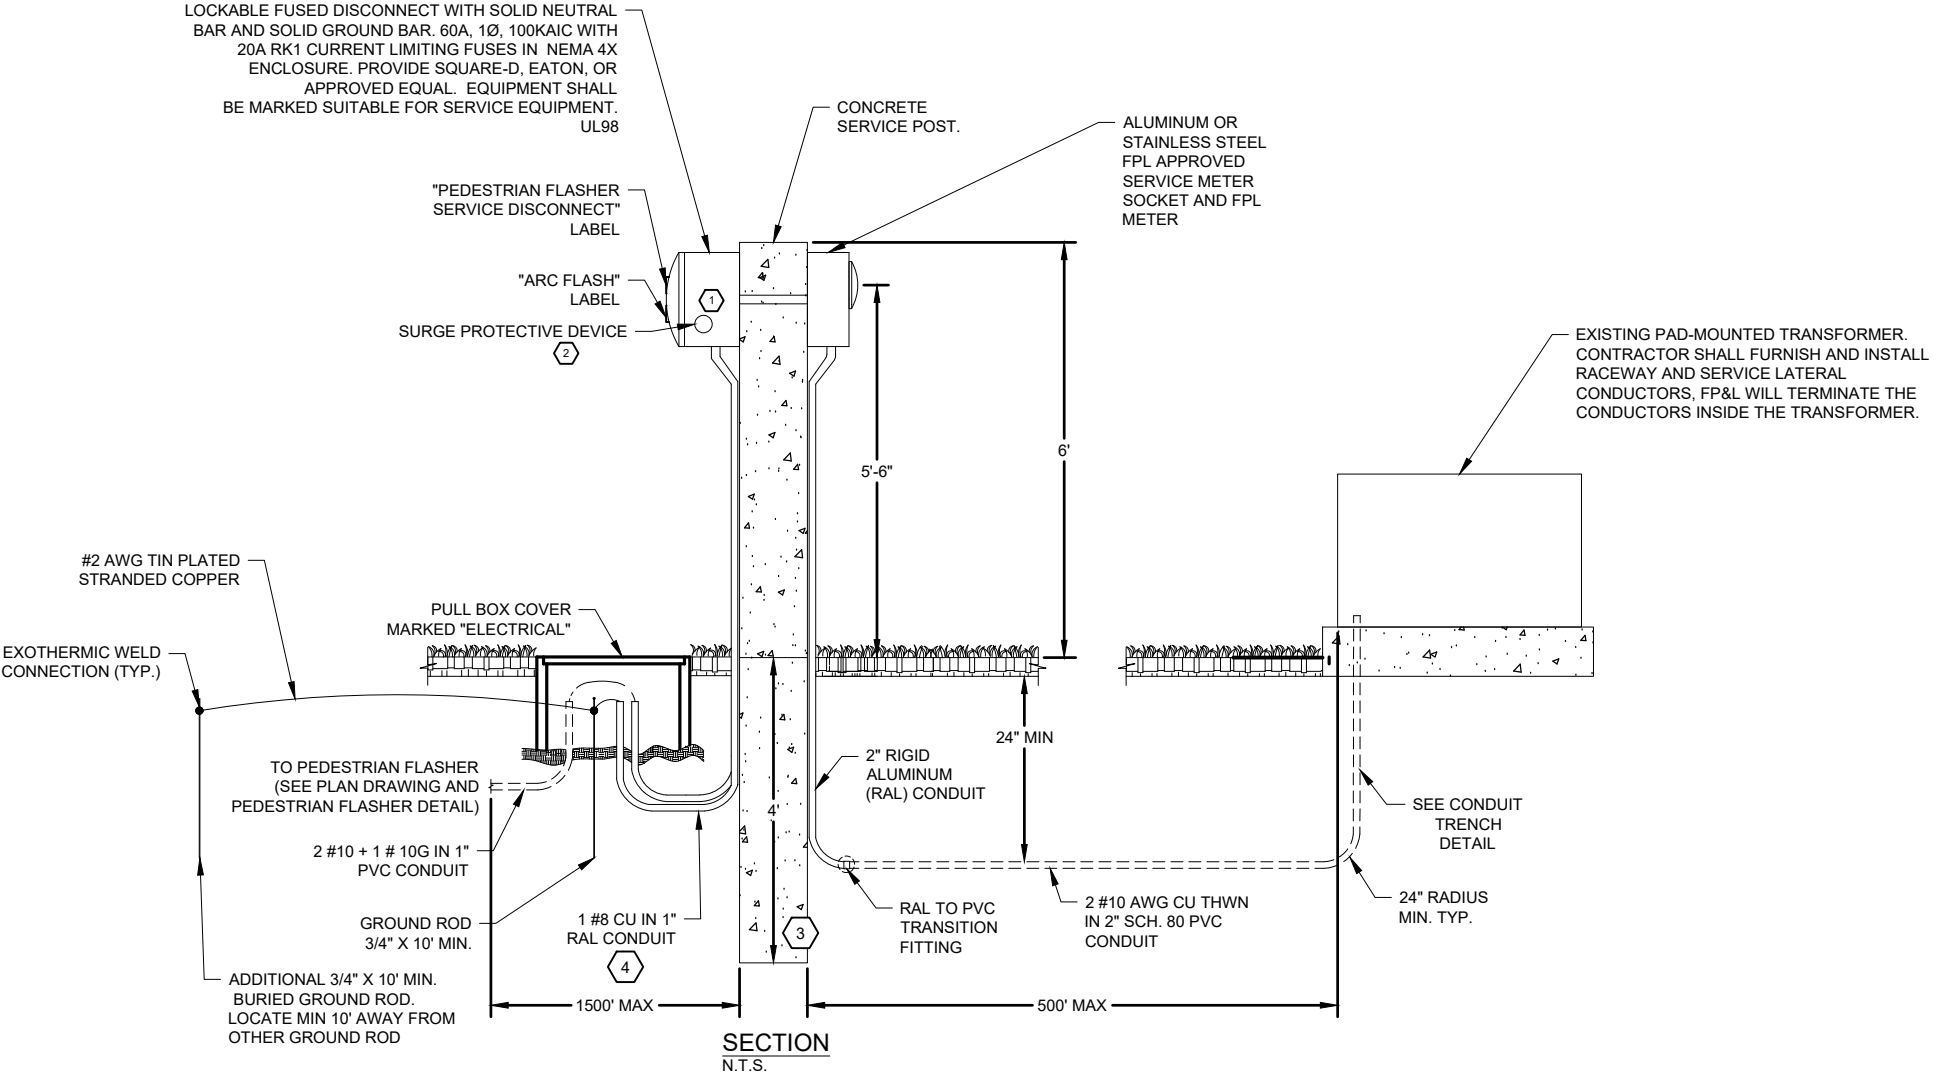 LOCKABLE FUSED DISCONNECT WITH SOLID NEUTRAL
BAR AND SOLID GROUND BAR. 60A, 1Ø, 100KAIC WITH
20A RK1 CURRENT LIMITING FUSES IN NEMA 4X
ENCLOSURE. PROVIDE SQUARE-D, EATON, OR
APPROVED EQUAL. EQUIPMENT SHALL
BE MARKED SUITABLE FOR SERVICE EQUIPMENT.
UL98
CONCRETE
SERVICE POST.
ALUMINUM OR
STAINLESS STEEL
FPL APPROVED
SERVICE METER
SOCKET AND FPL
METER
"PEDESTRIAN FLASHER
SERVICE DISCONNECT"
LABEL
"ARC FLASH"
LABEL
1
SURGE PROTECTIVE DEVICE
2
EXISTING PAD-MOUNTED TRANSFORMER.
CONTRACTOR SHALL FURNISH AND INSTALL
RACEWAY AND SERVICE LATERAL
CONDUCTORS, FP&L WILL TERMINATE THE
CONDUCTORS INSIDE THE TRANSFORMER.
6'
5'-6"
#2 AWG TIN PLATED
STRANDED COPPER
PULL BOX COVER
MARKED "ELECTRICAL"
EXOTHERMIC WELD
CONNECTION (TYP.)
24" MIN
TO PEDESTRIAN FLASHER
(SEE PLAN DRAWING AND
PEDESTRIAN FLASHER DETAIL)
2" RIGID
ALUMINUM
(RAL) CONDUIT
4'
SEE CONDUIT
TRENCH
DETAIL
2 #10 + 1 # 10G IN 1"
PVC CONDUIT
GROUND ROD
3/4" X 10' MIN.
1 #8 CU IN 1"
RAL CONDUIT
4
3
RAL TO PVC
TRANSITION
FITTING
2 #10 AWG CU THWN
IN 2" SCH. 80 PVC
CONDUIT
24" RADIUS
MIN. TYP.
ADDITIONAL 3/4" X 10' MIN.
BURIED GROUND ROD.
LOCATE MIN 10' AWAY FROM
OTHER GROUND ROD
1500' MAX
500' MAX
SECTION
N.T.S.